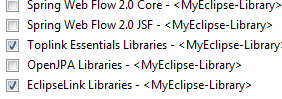 Spring Web Flow 2.0 Core - <MyEclipse-Library>
Spring Web Flow 2.0 JSF - <MyEclipse-Library>
Toplink Essentials Libraries - <MyEclipse-Library>
OpenJPA Libraries - <MyEclipse-Library>
EclipseLink Libraries - <MyEclipse-Library>